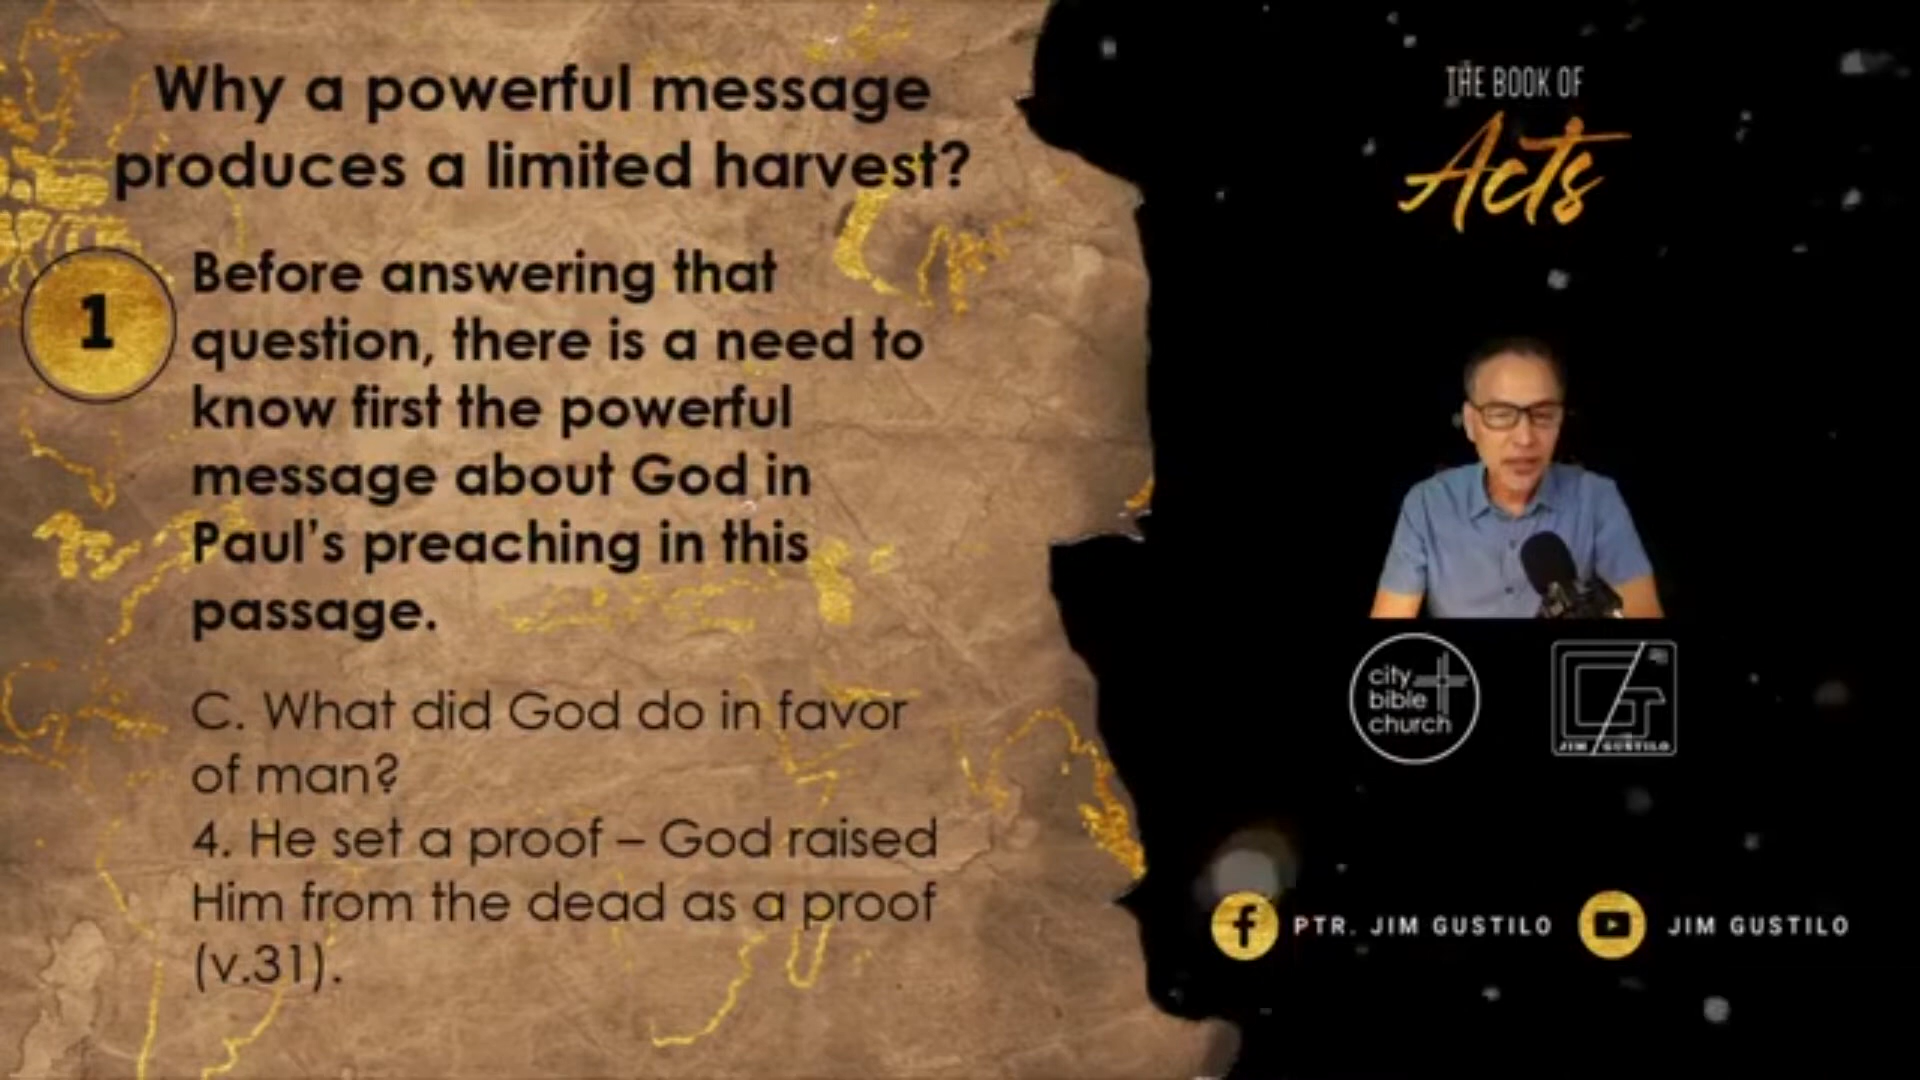 Why a powerful message
produces a limited harvest?
1
Before answering that
question, there is a need to
know first the powerful
message about God in
Paul's preaching in this
passage.
C. What did God do in favor
of man?
4. He set a proof – God raised
Him from the dead as a proof
(v.31).
THE BOOK OF
Acts
city
bible
church
JIM GUSTILO
PTR. JIM GUSTILO
JIM GUSTILO